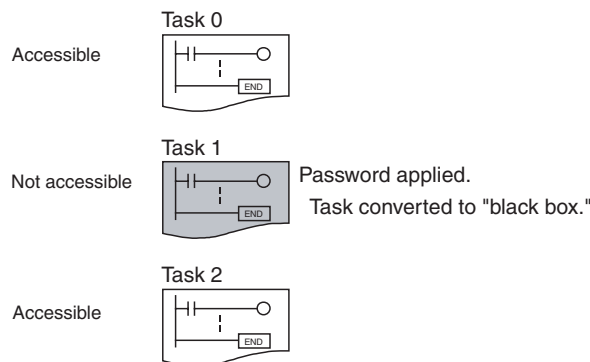 Task 0
Accessible
END
Task 1
Not accessible
Password applied.
Task converted to "black box."
END
Task 2
Accessible
END